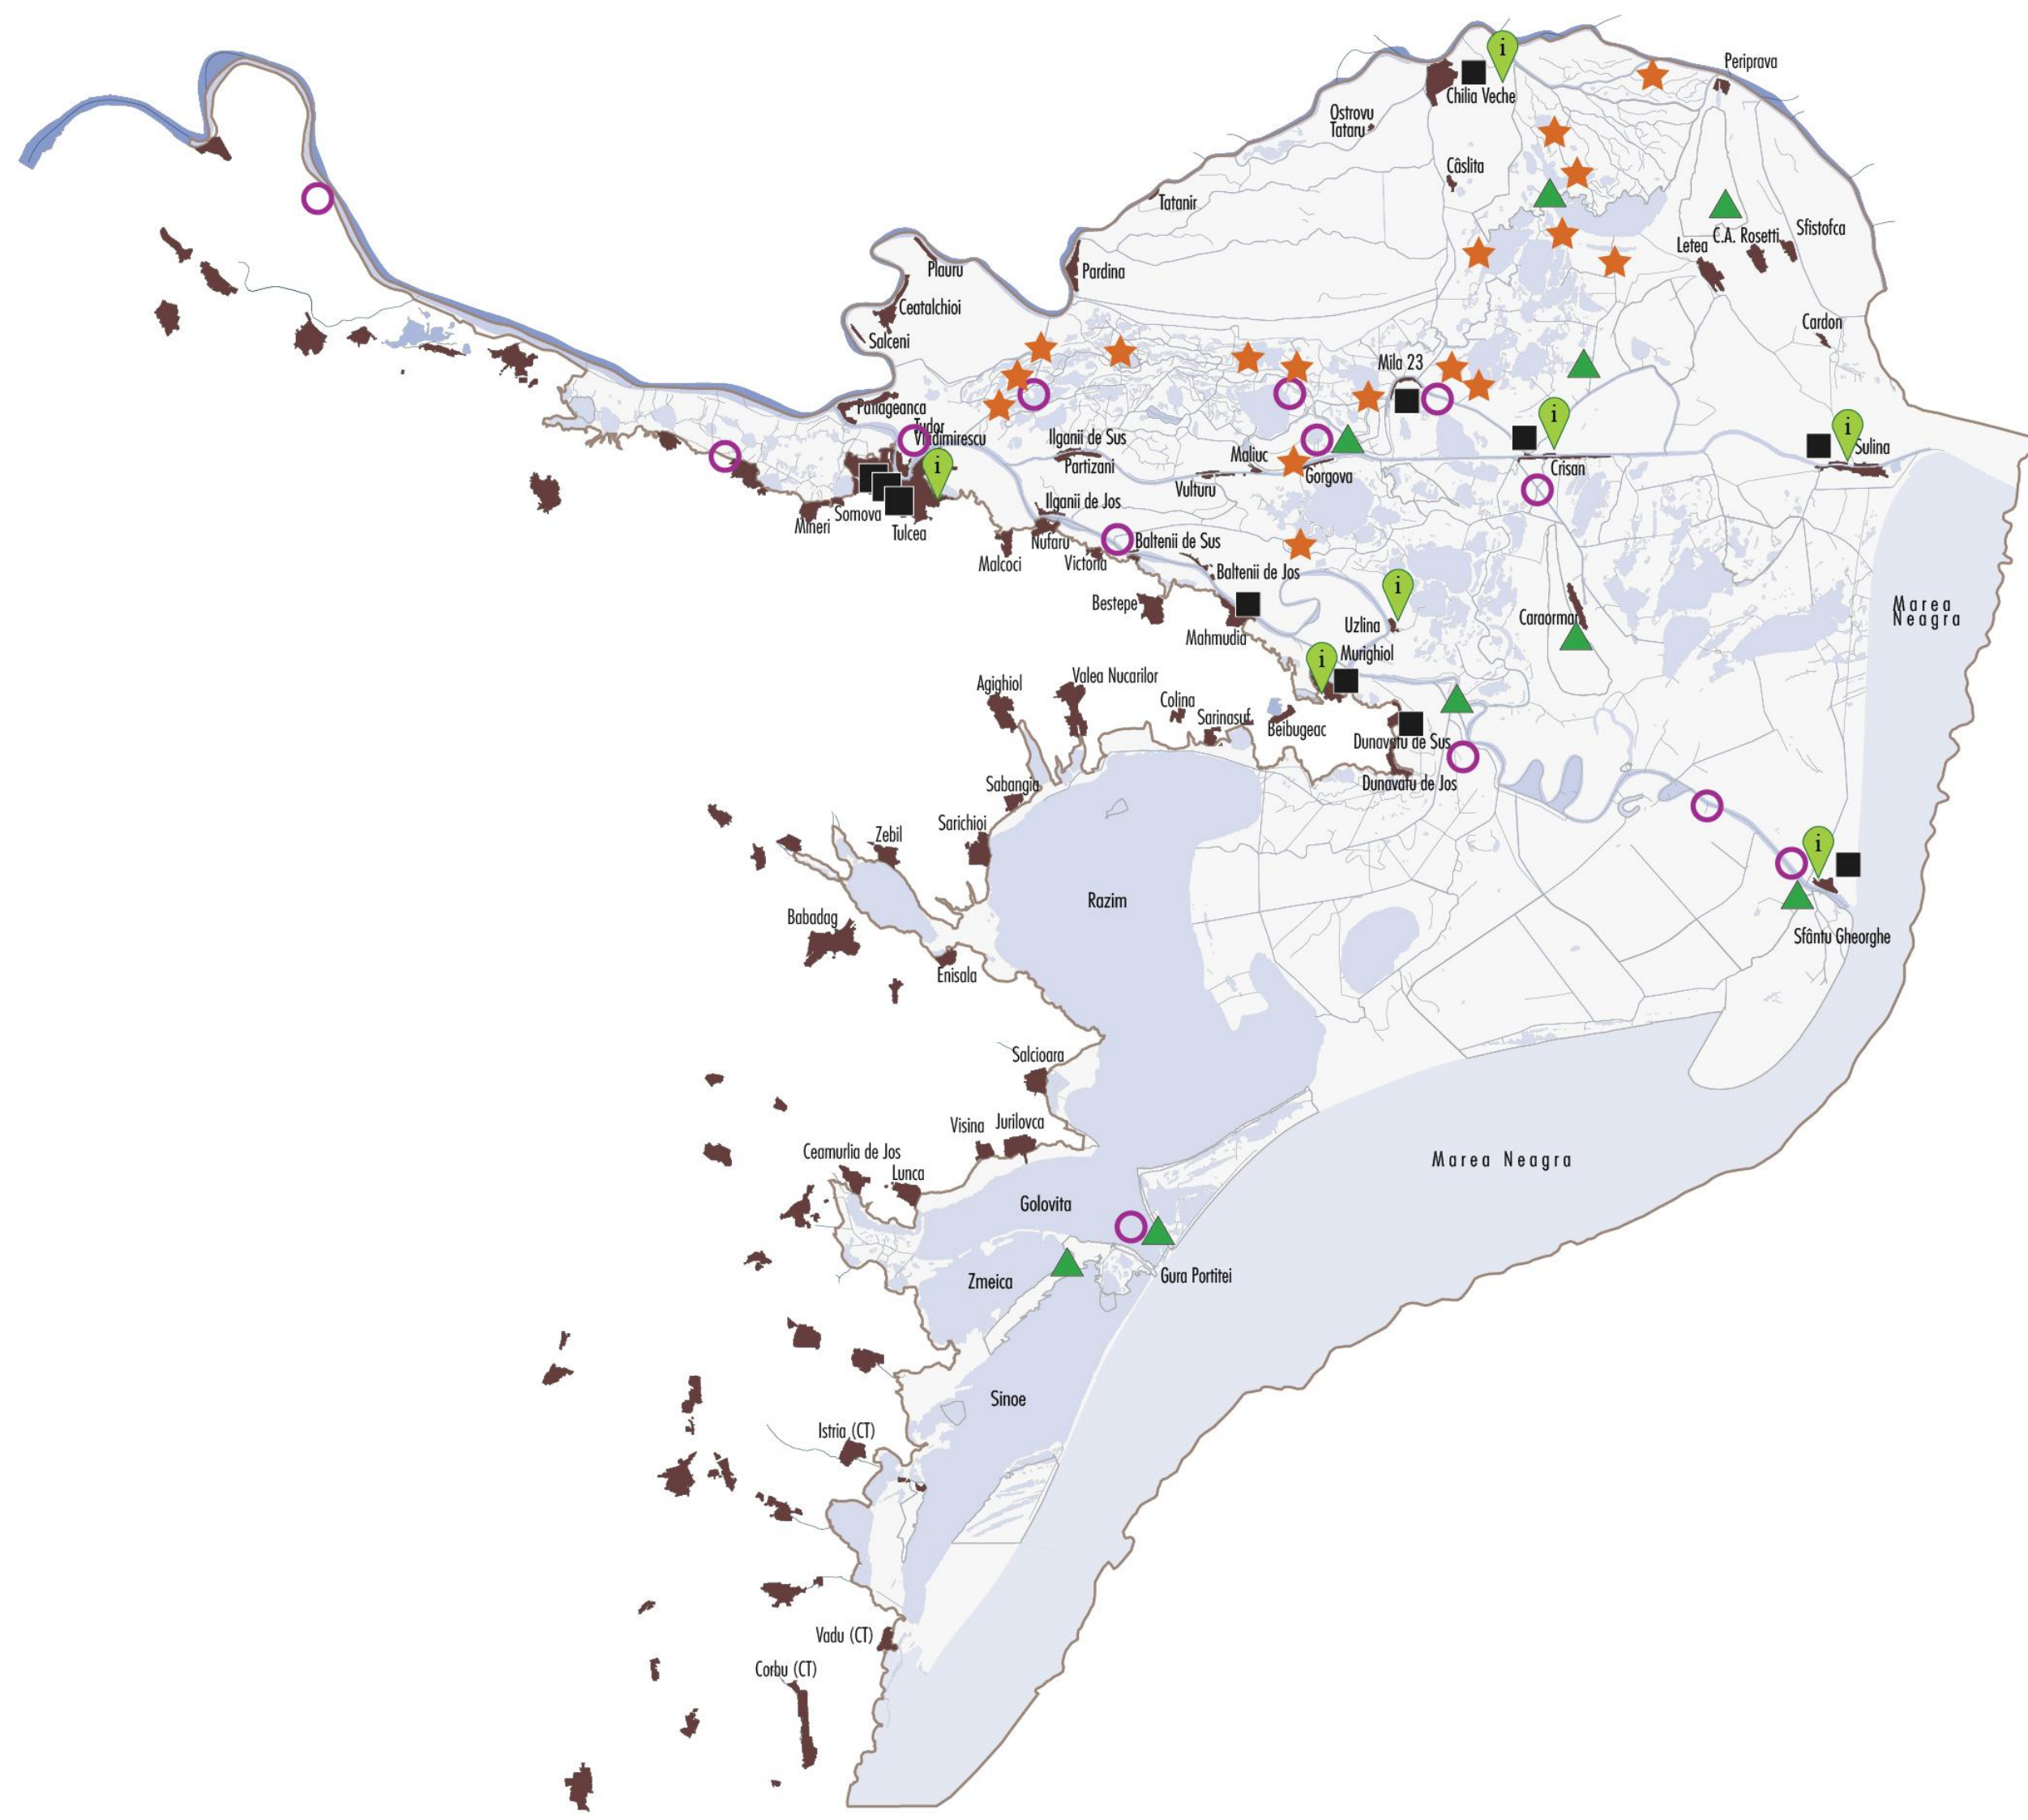 i
Periprava
Chilia Veche
Ostrovu
Tataru
Câslita
Tatanir
Sfistofca
C.A. Rosetti
Letea
Plauru
Pardina
Ceatalchioi
Salceni
Cardon
Mila 23
Patlageanca
Tudor
Vladimirescu
i
i
i
Ilganii de Sus
Partizani
Maliuc
Gorgova
Crisan
Sulina
Vulturu
Ilganii de Jos
Somova
Mineri
Tulcea
Nufaru
Malcoci
Victoria
Baltenii de Sus
Baltenii de Jos
i
Bestepe
Mahmudia
Uzlina
Caraorman
Marea
Neagra
i
Murighiol
Agighiol
Valea Nucarilor
Colina
Sarinasuf
Beibugeac
Dunavatu de Sus
Dunavatu de Jos
Sabangia
Sarichioi
Zebil
i
Razim
Babadag
Sfântu Gheorghe
Enisala
Salcioara
Visina
Jurilovca
Ceamurlia de Jos
Lunca
Marea Neagra
Golovita
Zmeica
Gura Portitei
Sinoe
Istria (CT)
Vadu (CT)
Corbu (CT)